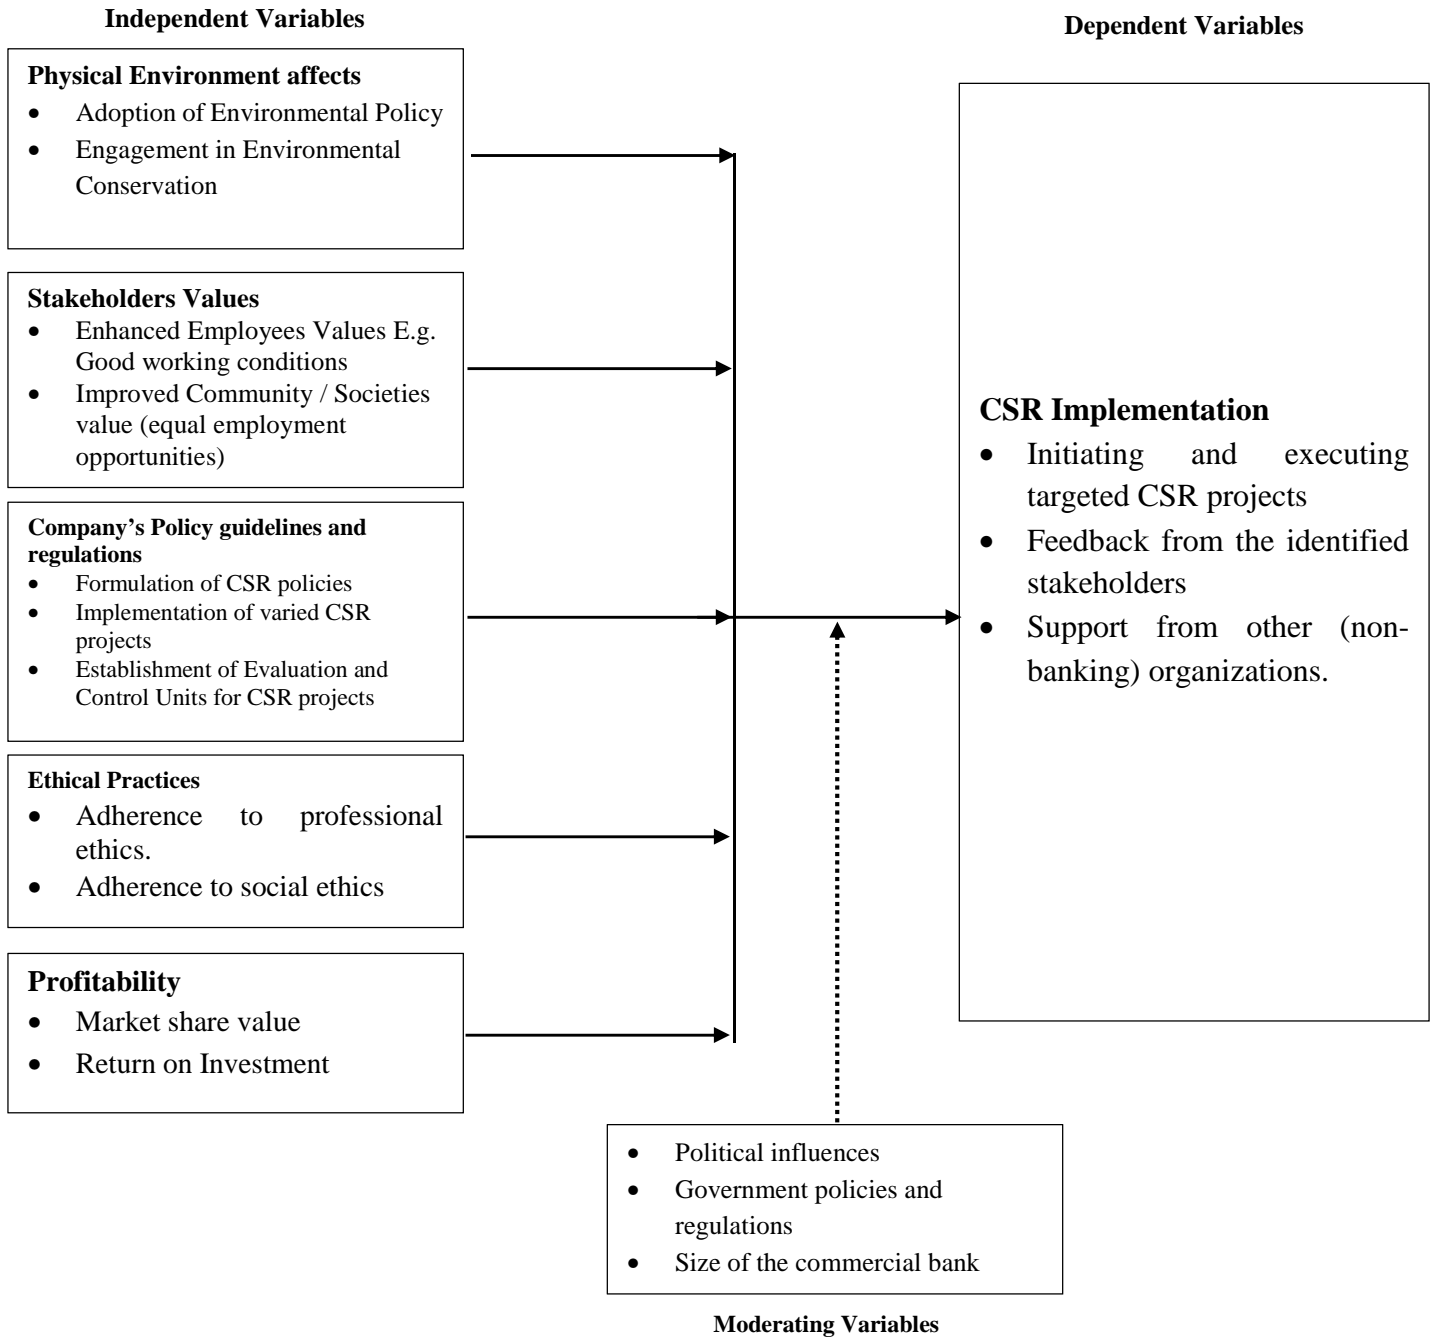 Independent Variables
Dependent Variables
Physical Environment affects
• Adoption of Environmental Policy
• Engagement in Environmental
Conservation
Stakeholders Values
• Enhanced Employees Values E.g.
Good working conditions
• Improved Community / Societies
value (equal employment
opportunities)
Company’s Policy guidelines and
regulations
• Formulation of CSR policies
• Implementation of varied CSR
projects
• Establishment of Evaluation and
Control Units for CSR projects
Ethical Practices
• Adherence to professional
ethics.
• Adherence to social ethics
Profitability
• Market share value
• Return on Investment
CSR Implementation
• Initiating and executing
targeted CSR projects
• Feedback from the identified
stakeholders
• Support from other (non-
banking) organizations.
• Political influences
• Government policies and
regulations
• Size of the commercial bank
Moderating Variables